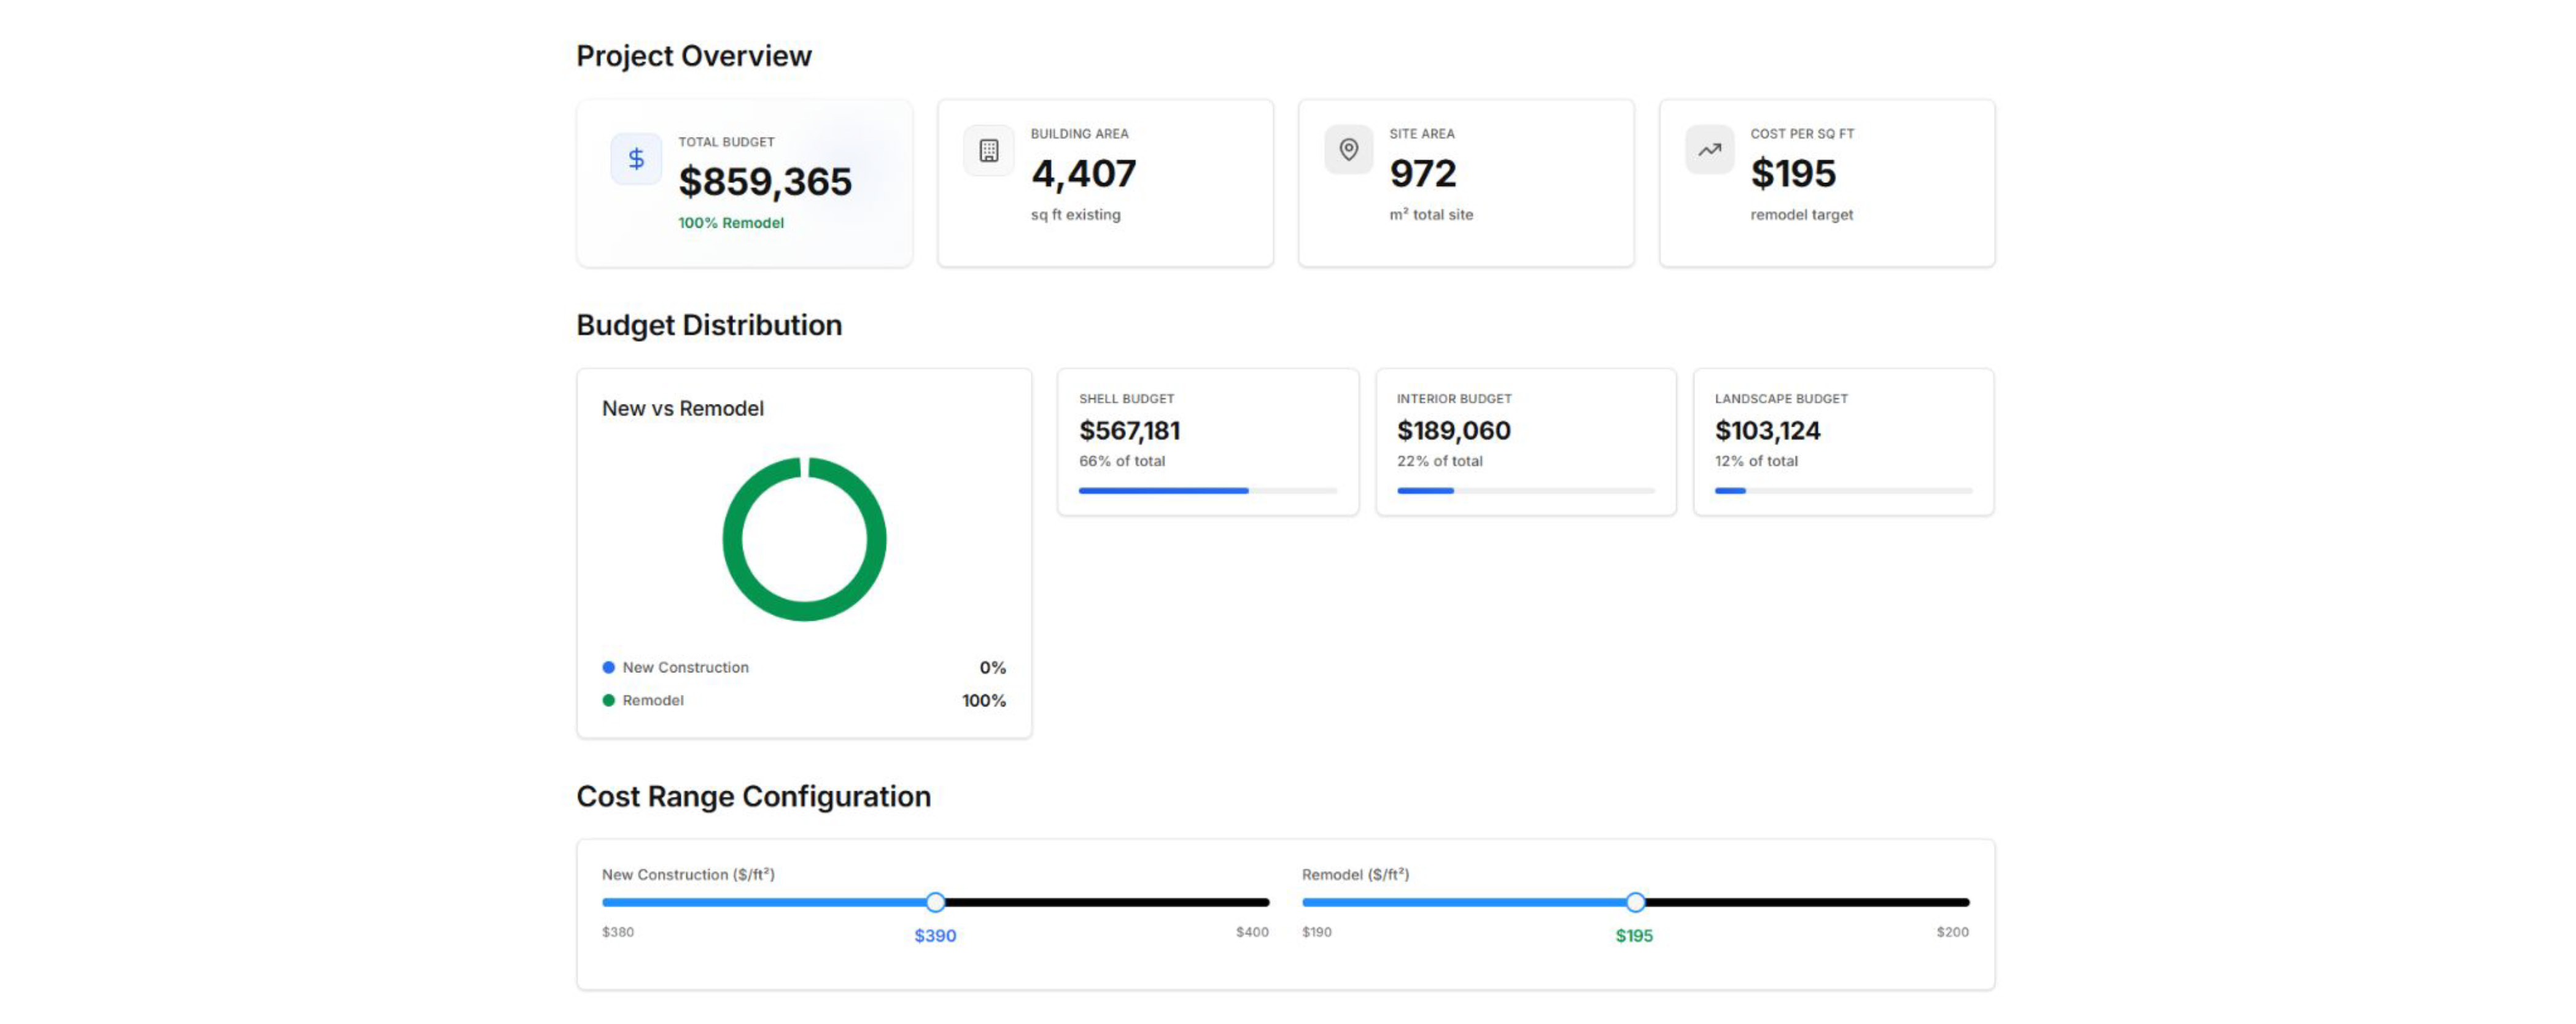 Project Overview
TOTAL BUDGET
$859,365
100% Remodel
BUILDING AREA
4,407
sq ft existing
SITE AREA
972
m² total site
COST PER SQ FT
$195
remodel target
Budget Distribution
New vs Remodel
New Construction 0%
Remodel 100%
SHELL BUDGET
$567,181
66% of total
INTERIOR BUDGET
$189,060
22% of total
LANDSCAPE BUDGET
$103,124
12% of total
Cost Range Configuration
New Construction ($/ft²)
$380 $390 $400
Remodel ($/ft²)
$190 $195 $200